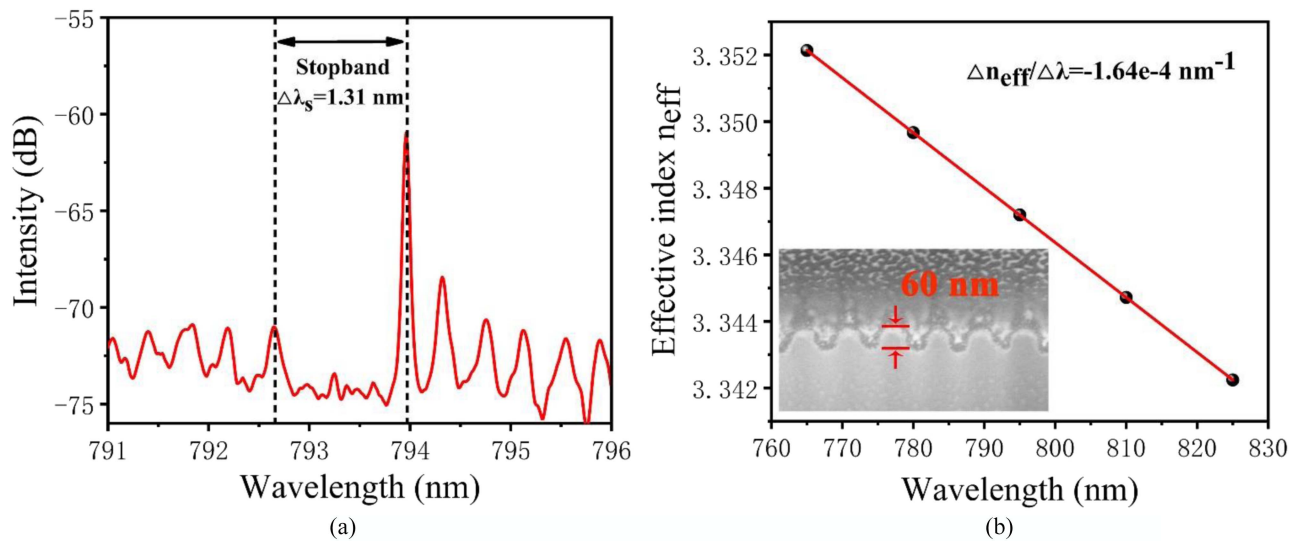 -55
-60
-65
-70
-75
Intensity (dB)
Stopband
△λs=1.31 nm
791 792 793 794 795 796
Wavelength (nm)
(a)
3.352
3.350
3.348
3.346
3.344
3.342
Effective index neff
△neff/△λ=-1.64e-4 nm-1
60 nm
760 770 780 790 800 810 820 830
Wavelength (nm)
(b)